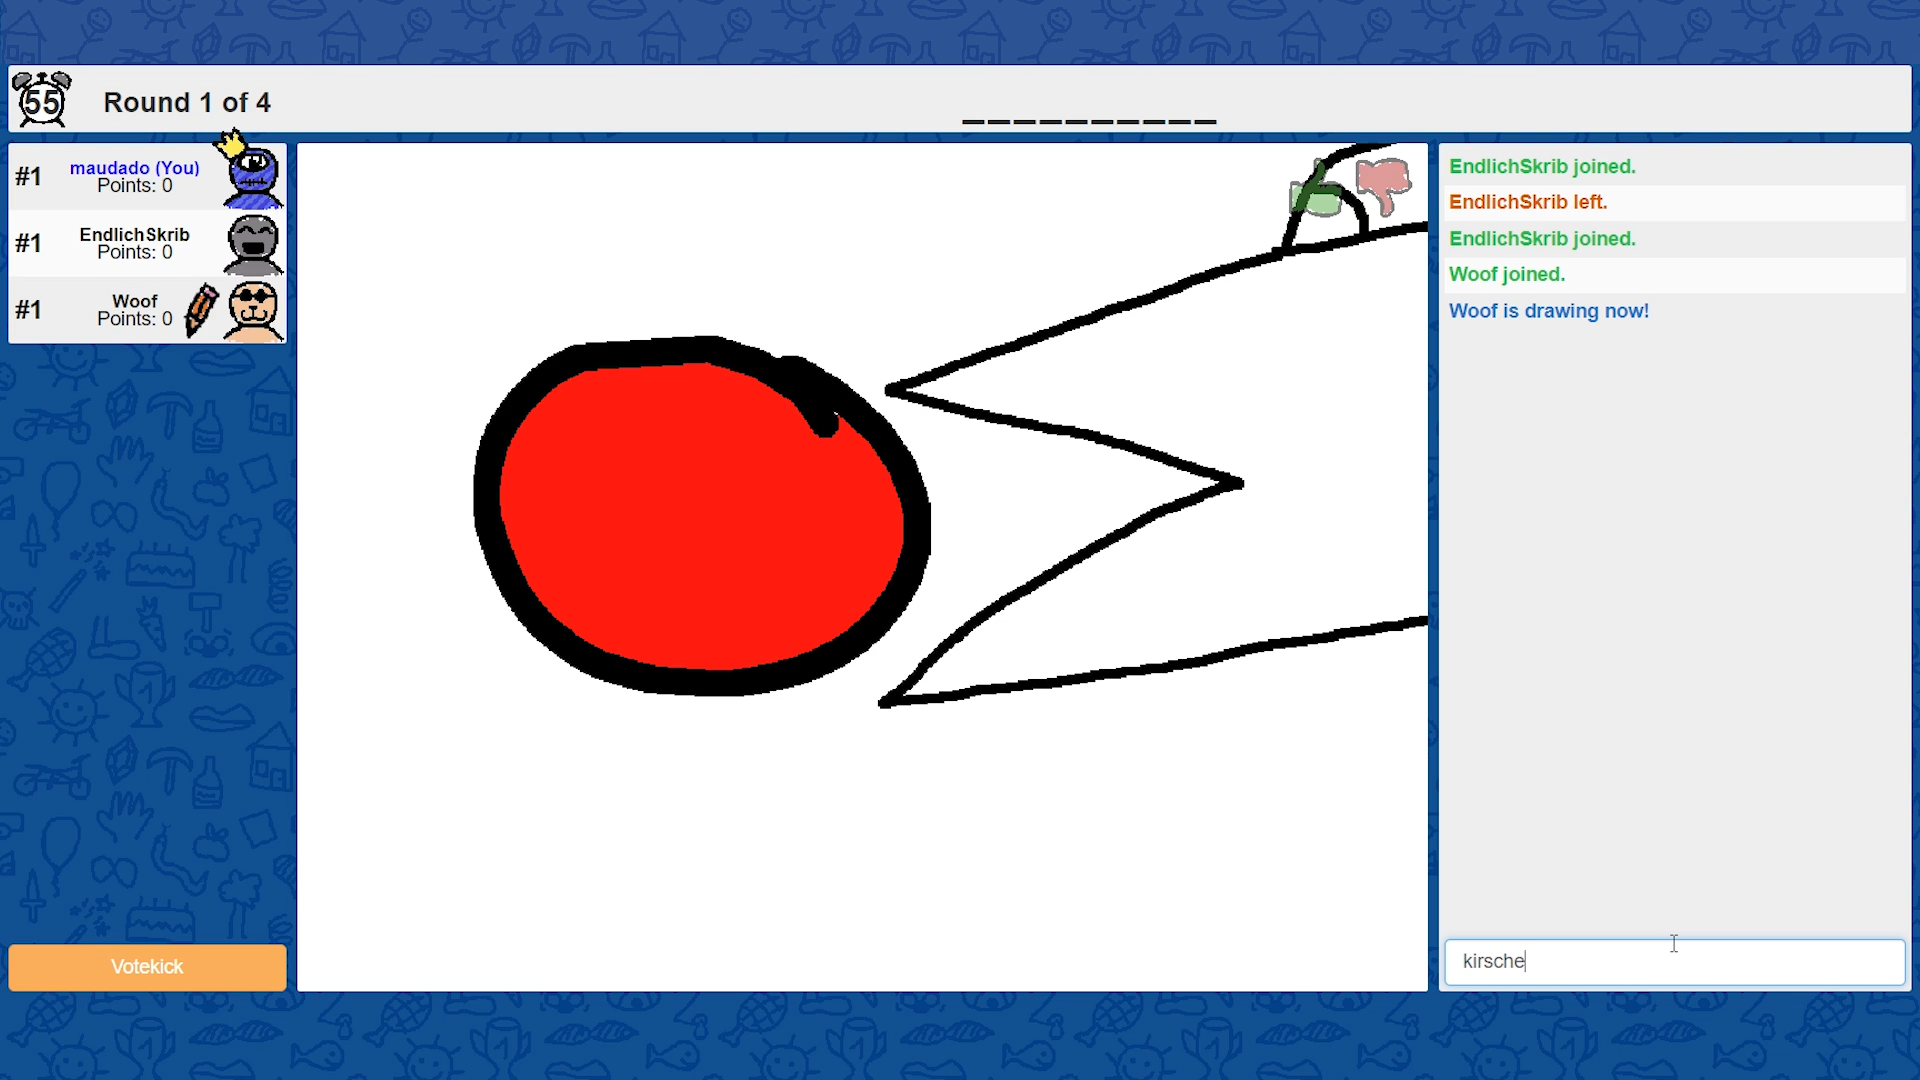 55
Round 1 of 4
__________
#1
maudado (You)
Points: 0
#1
EndlichSkrib
Points: 0
#1
Woof
Points: 0
Votekick
EndlichSkrib joined.
EndlichSkrib left.
EndlichSkrib joined.
Woof joined.
Woof is drawing now!
kirsche